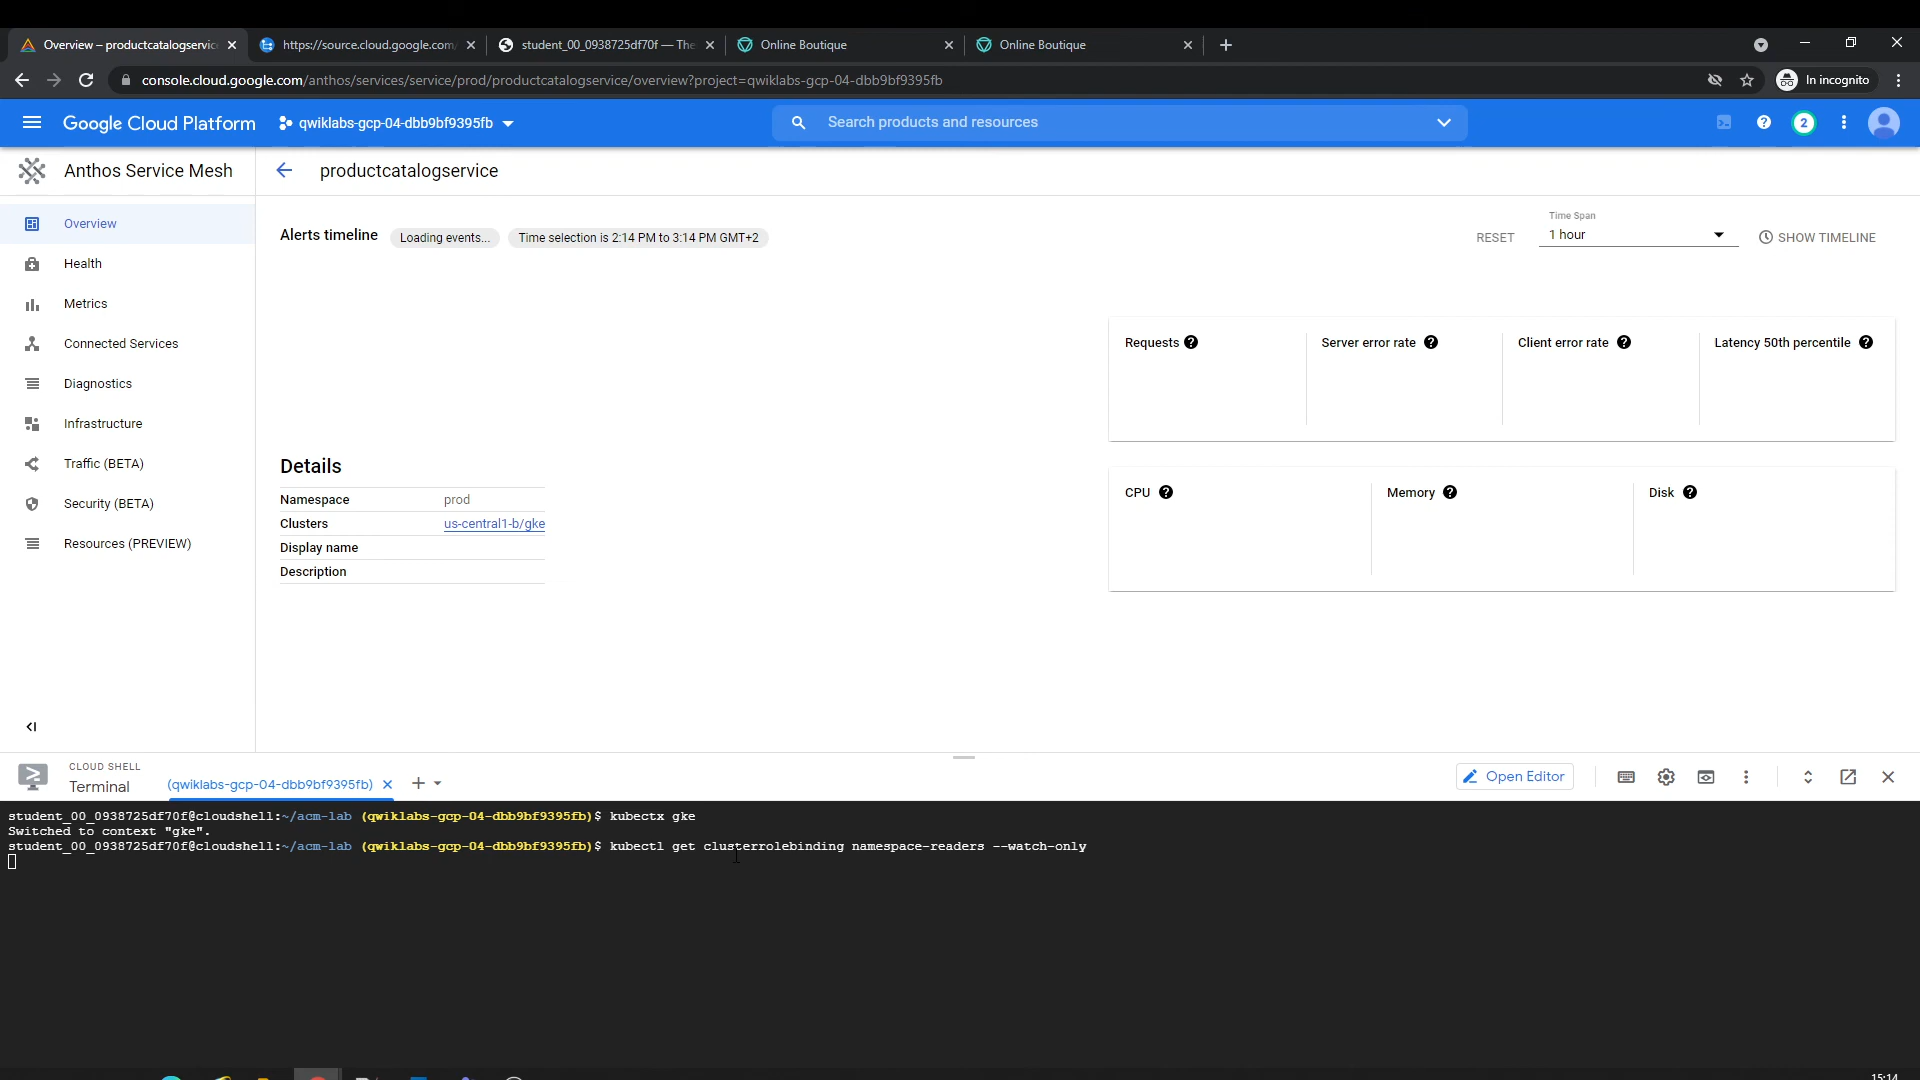 Overview – productcatalogservic
https://source.cloud.google.com/
student_00_0938725df70f — The
Online Boutique
Online Boutique
console.cloud.google.com/anthos/services/service/prod/productcatalogservice/overview?project=qwiklabs-gcp-04-dbb9bf9395fb
In incognito
Google Cloud Platform
qwiklabs-gcp-04-dbb9bf9395fb
Search products and resources
2
Anthos Service Mesh
productcatalogservice
Overview
Health
Metrics
Connected Services
Diagnostics
Infrastructure
Traffic (BETA)
Security (BETA)
Resources (PREVIEW)
Alerts timeline
Loading events...
Time selection is 2:14 PM to 3:14 PM GMT+2
RESET
Time Span
1 hour
SHOW TIMELINE
Requests
Server error rate
Client error rate
Latency 50th percentile
CPU
Memory
Disk
Details
Namespace prod
Clusters us-central1-b/gke
Display name
Description
CLOUD SHELL
Terminal
(qwiklabs-gcp-04-dbb9bf9395fb)
Open Editor
student_00_0938725df70f@cloudshell:~/acm-lab (qwiklabs-gcp-04-dbb9bf9395fb)$ kubectx gke
Switched to context "gke".
student_00_0938725df70f@cloudshell:~/acm-lab (qwiklabs-gcp-04-dbb9bf9395fb)$ kubectl get clusterrolebinding namespace-readers --watch-only
15:14